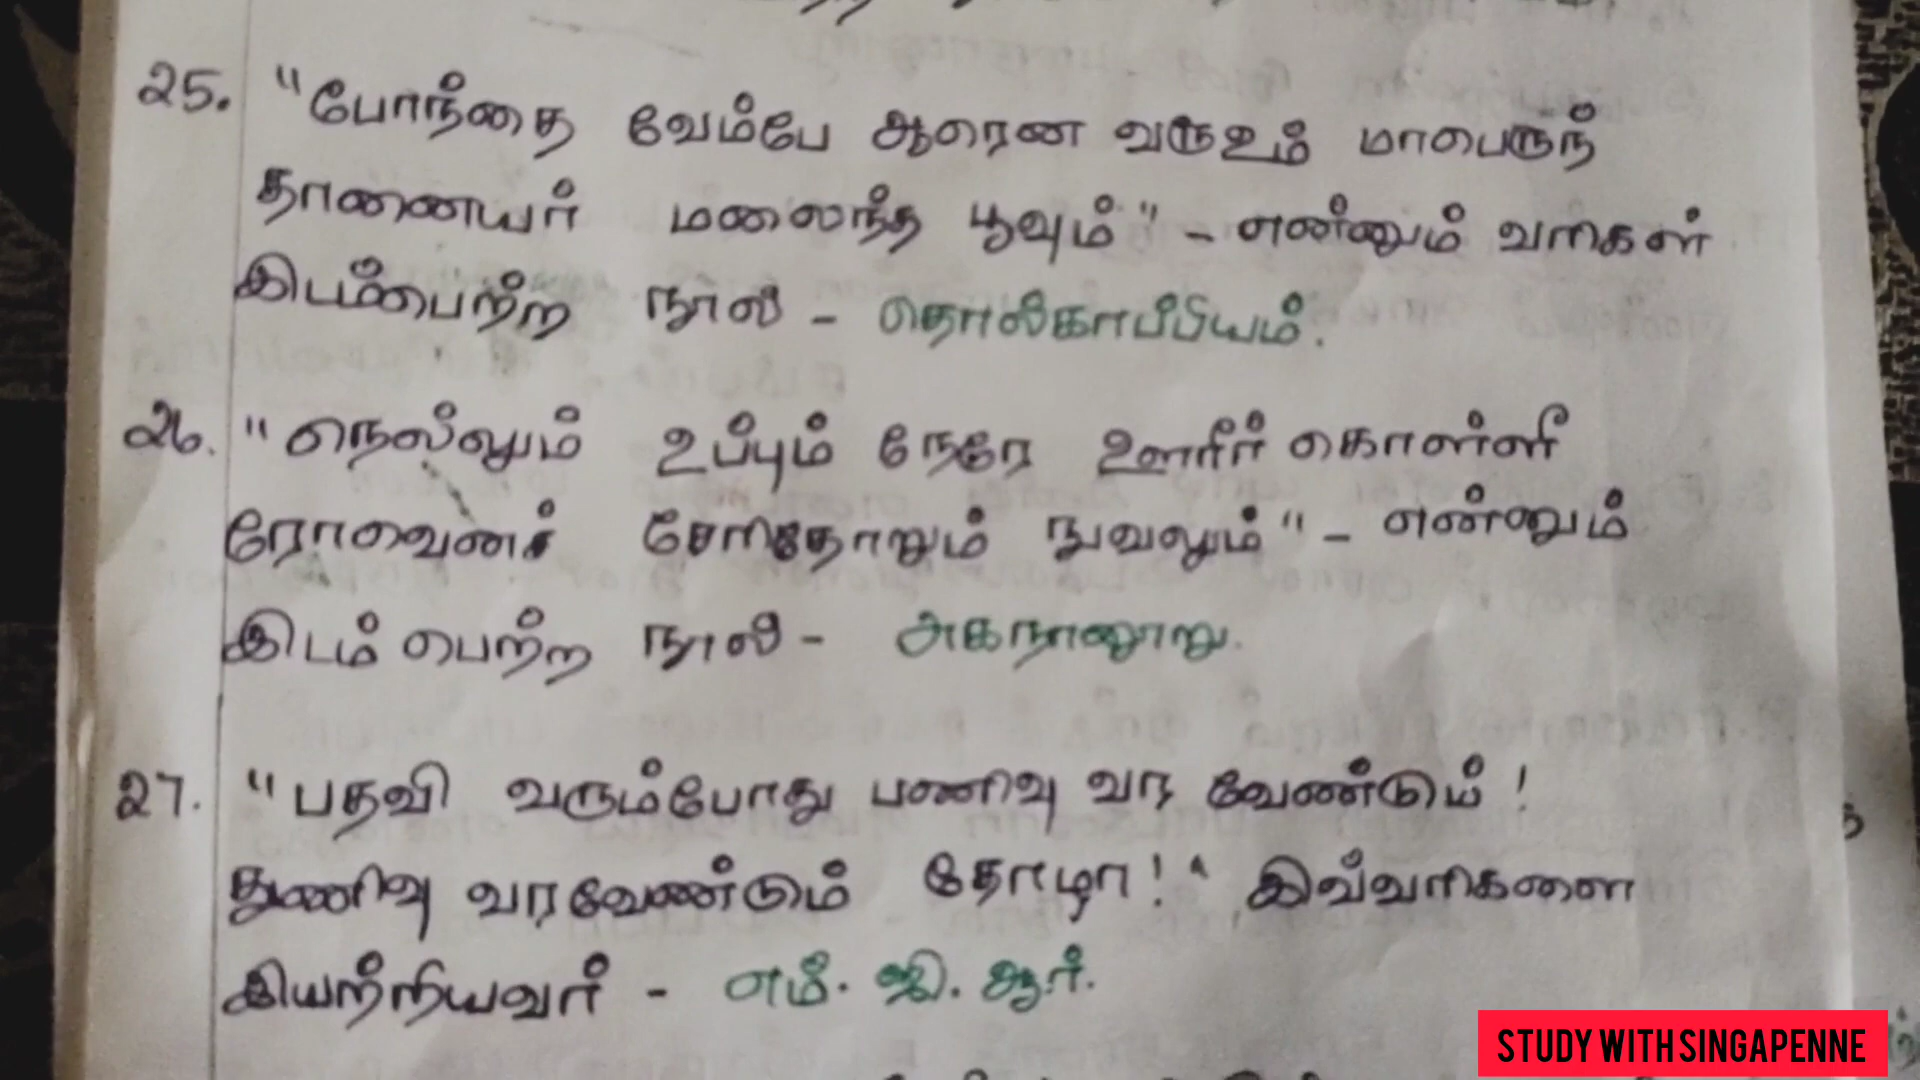 25. "போந்தை வேம்பே ஆரென வரூஉம் மாபெருந்
தானையர் மலைந்த பூவும்" - என்னும் வரிகள்
இடம்பெற்ற நூல் - தொல்காப்பியம்.
26. "நெல்லும் உப்பும் நேரே ஊரீர் கொள்ளீ
ரோவெனச் சேரிதோறும் நுவலும்" - என்னும்
இடம் பெற்ற நூல் - அகநானூறு.
27. "பதவி வரும்போது பணிவு வர வேண்டும்!
துணிவு வரவேண்டும் தோழா!" இவ்வரிகளை
இயற்றியவர் - எம். ஜி. ஆர்.
STUDY WITH SINGAPENNE